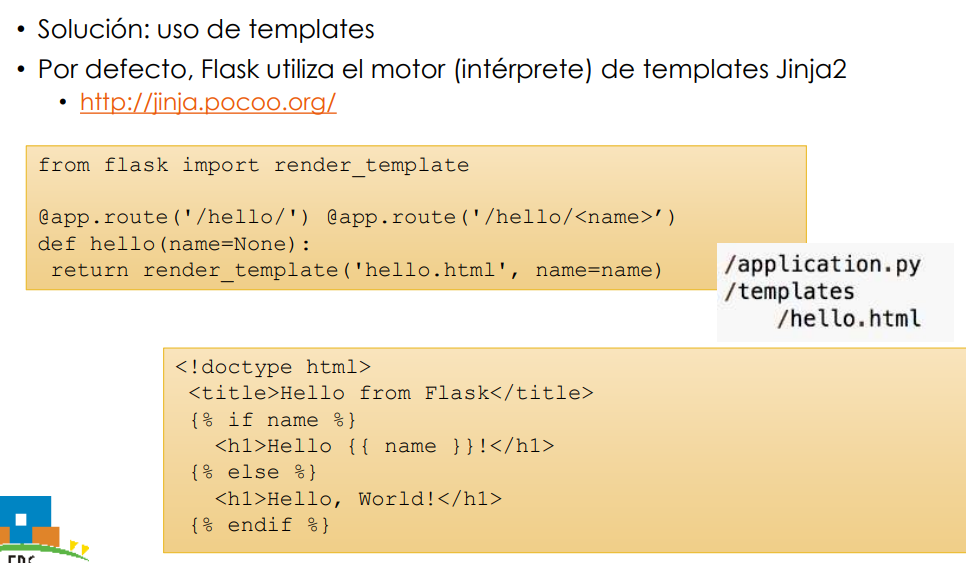 • Solución: uso de templates
• Por defecto, Flask utiliza el motor (intérprete) de templates Jinja2
• http://jinja.pocoo.org/
from flask import render_template
@app.route('/hello/') @app.route('/hello/<name>’)
def hello(name=None):
return render_template('hello.html', name=name)
/application.py
/templates
/hello.html
<!doctype html>
<title>Hello from Flask</title>
{% if name %}
<h1>Hello {{ name }}!</h1>
{% else %}
<h1>Hello, World!</h1>
{% endif %}